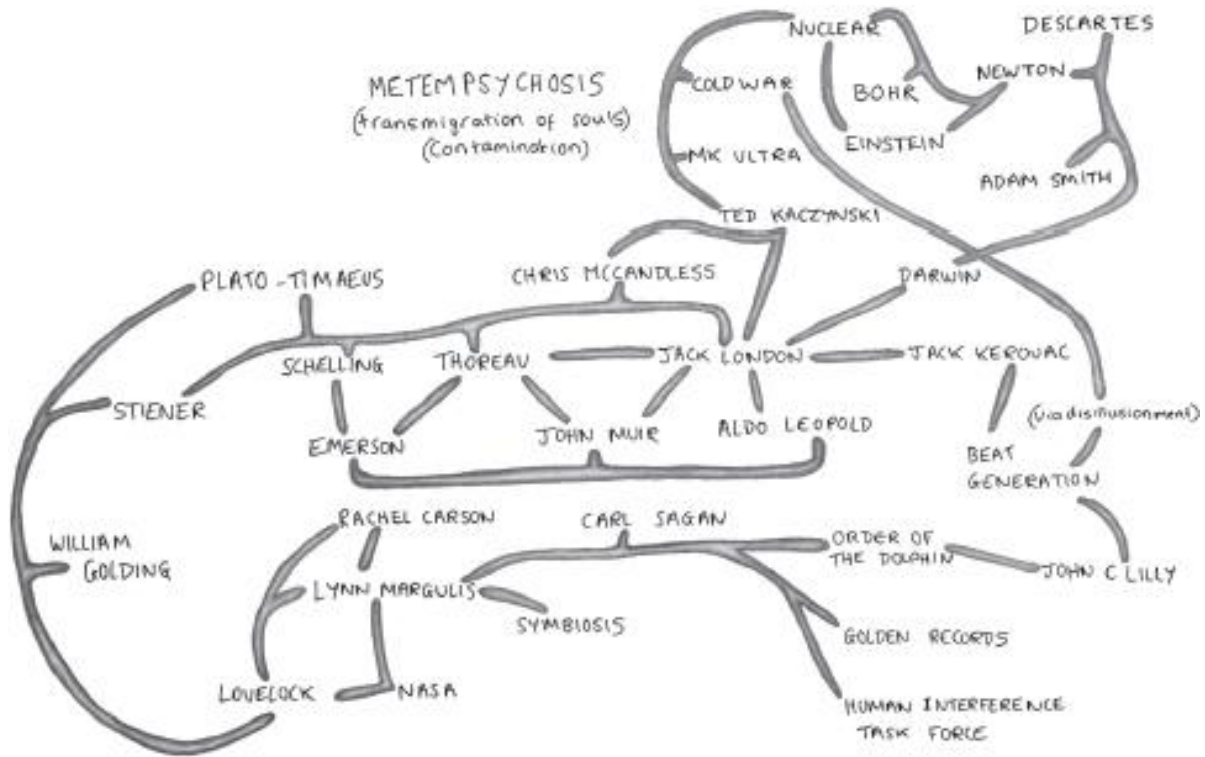 NUCLEAR
DESCARTES
METEMPSYCHOSIS
(transmigration of souls)
(Contamination)
COLD WAR
BOHR
NEWTON
EINSTEIN
MK ULTRA
ADAM SMITH
TED KACZYNSKI
PLATO - TIMAEUS
CHRIS MCCANDLESS
DARWIN
SCHELLING
THOREAU
JACK LONDON
JACK KEROUAC
STIENER
EMERSON
JOHN MUIR
ALDO LEOPOLD
(via disillusionment)
BEAT
GENERATION
RACHEL CARSON
CARL SAGAN
WILLIAM
GOLDING
ORDER OF
THE DOLPHIN
JOHN C LILLY
LYNN MARGULIS
SYMBIOSIS
GOLDEN RECORDS
LOVELOCK
NASA
HUMAN INTERFERENCE
TASK FORCE